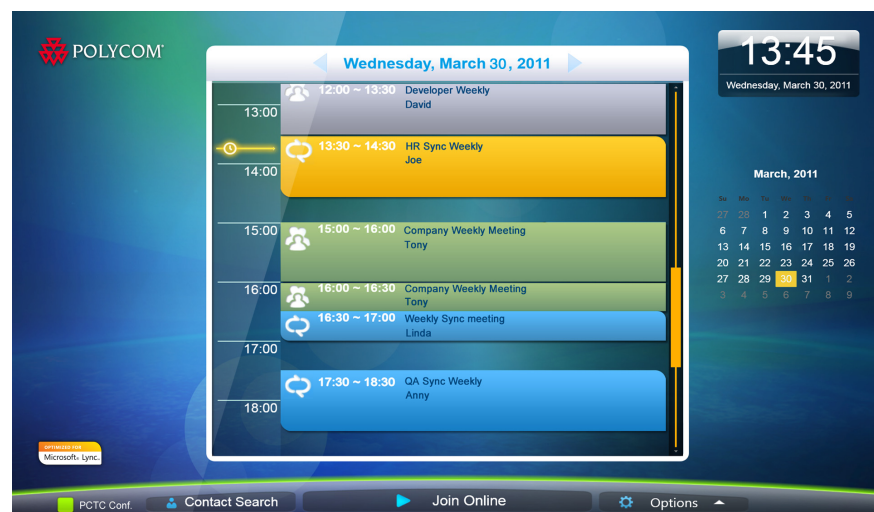 POLYCOM
Wednesday, March 30, 2011
13:45
Wednesday, March 30, 2011
12:00 ~ 13:30 Developer Weekly
David
13:00
13:30 ~ 14:30 HR Sync Weekly
Joe
14:00
15:00 15:00 ~ 16:00 Company Weekly Meeting
Tony
16:00 16:00 ~ 16:30 Company Weekly Meeting
Tony
16:30 ~ 17:00 Weekly Sync meeting
Linda
17:00
17:30 ~ 18:30 QA Sync Weekly
Anny
18:00
March, 2011
Su Mo Tu We
27 28 1 2 3 4 5
6 7 8 9 10 11 12
13 14 15 16 17 18 19
20 21 22 23 24 25 26
27 28 29 30 31 1 2
3 4 5 6 7 8 9
OPTIMIZED FOR
Microsoft Lync
PCTC Conf. Contact Search Join Online Options